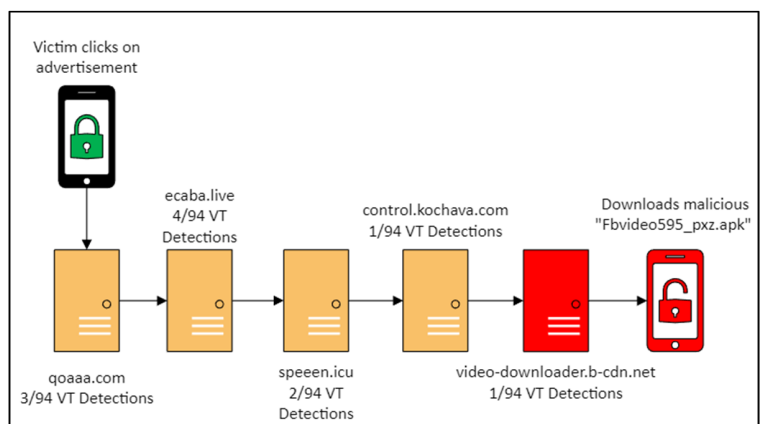 Victim clicks on
advertisement
ecaba.live
4/94 VT
Detections
control.kochava.com
1/94 VT Detections
Downloads malicious
"Fbvideo595_pxz.apk"
qoaaa.com
3/94 VT Detections
speeen.icu
2/94 VT
Detections
video-downloader.b-cdn.net
1/94 VT Detections